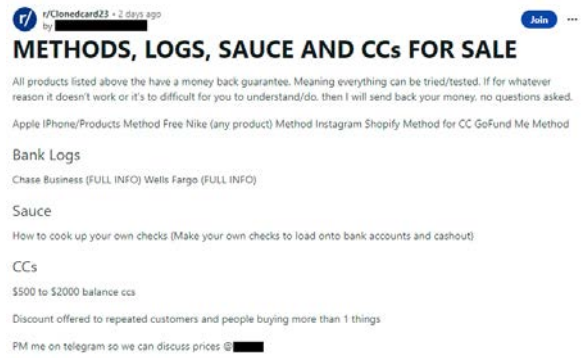 r/Clonedcard23 • 2 days ago
by
Join
METHODS, LOGS, SAUCE AND CCs FOR SALE
All products listed above the have a money back guarantee. Meaning everything can be tried/tested. If for whatever
reason it doesn't work or it's to difficult for you to understand/do, then I will send back your money, no questions asked.
Apple IPhone/Products Method Free Nike (any product) Method Instagram Shopify Method for CC GoFund Me Method
Bank Logs
Chase Business (FULL INFO) Wells Fargo (FULL INFO)
Sauce
How to cook up your own checks (Make your own checks to load onto bank accounts and cashout)
CCs
$500 to $2000 balance ccs
Discount offered to repeated customers and people buying more than 1 things
PM me on telegram so we can discuss prices @